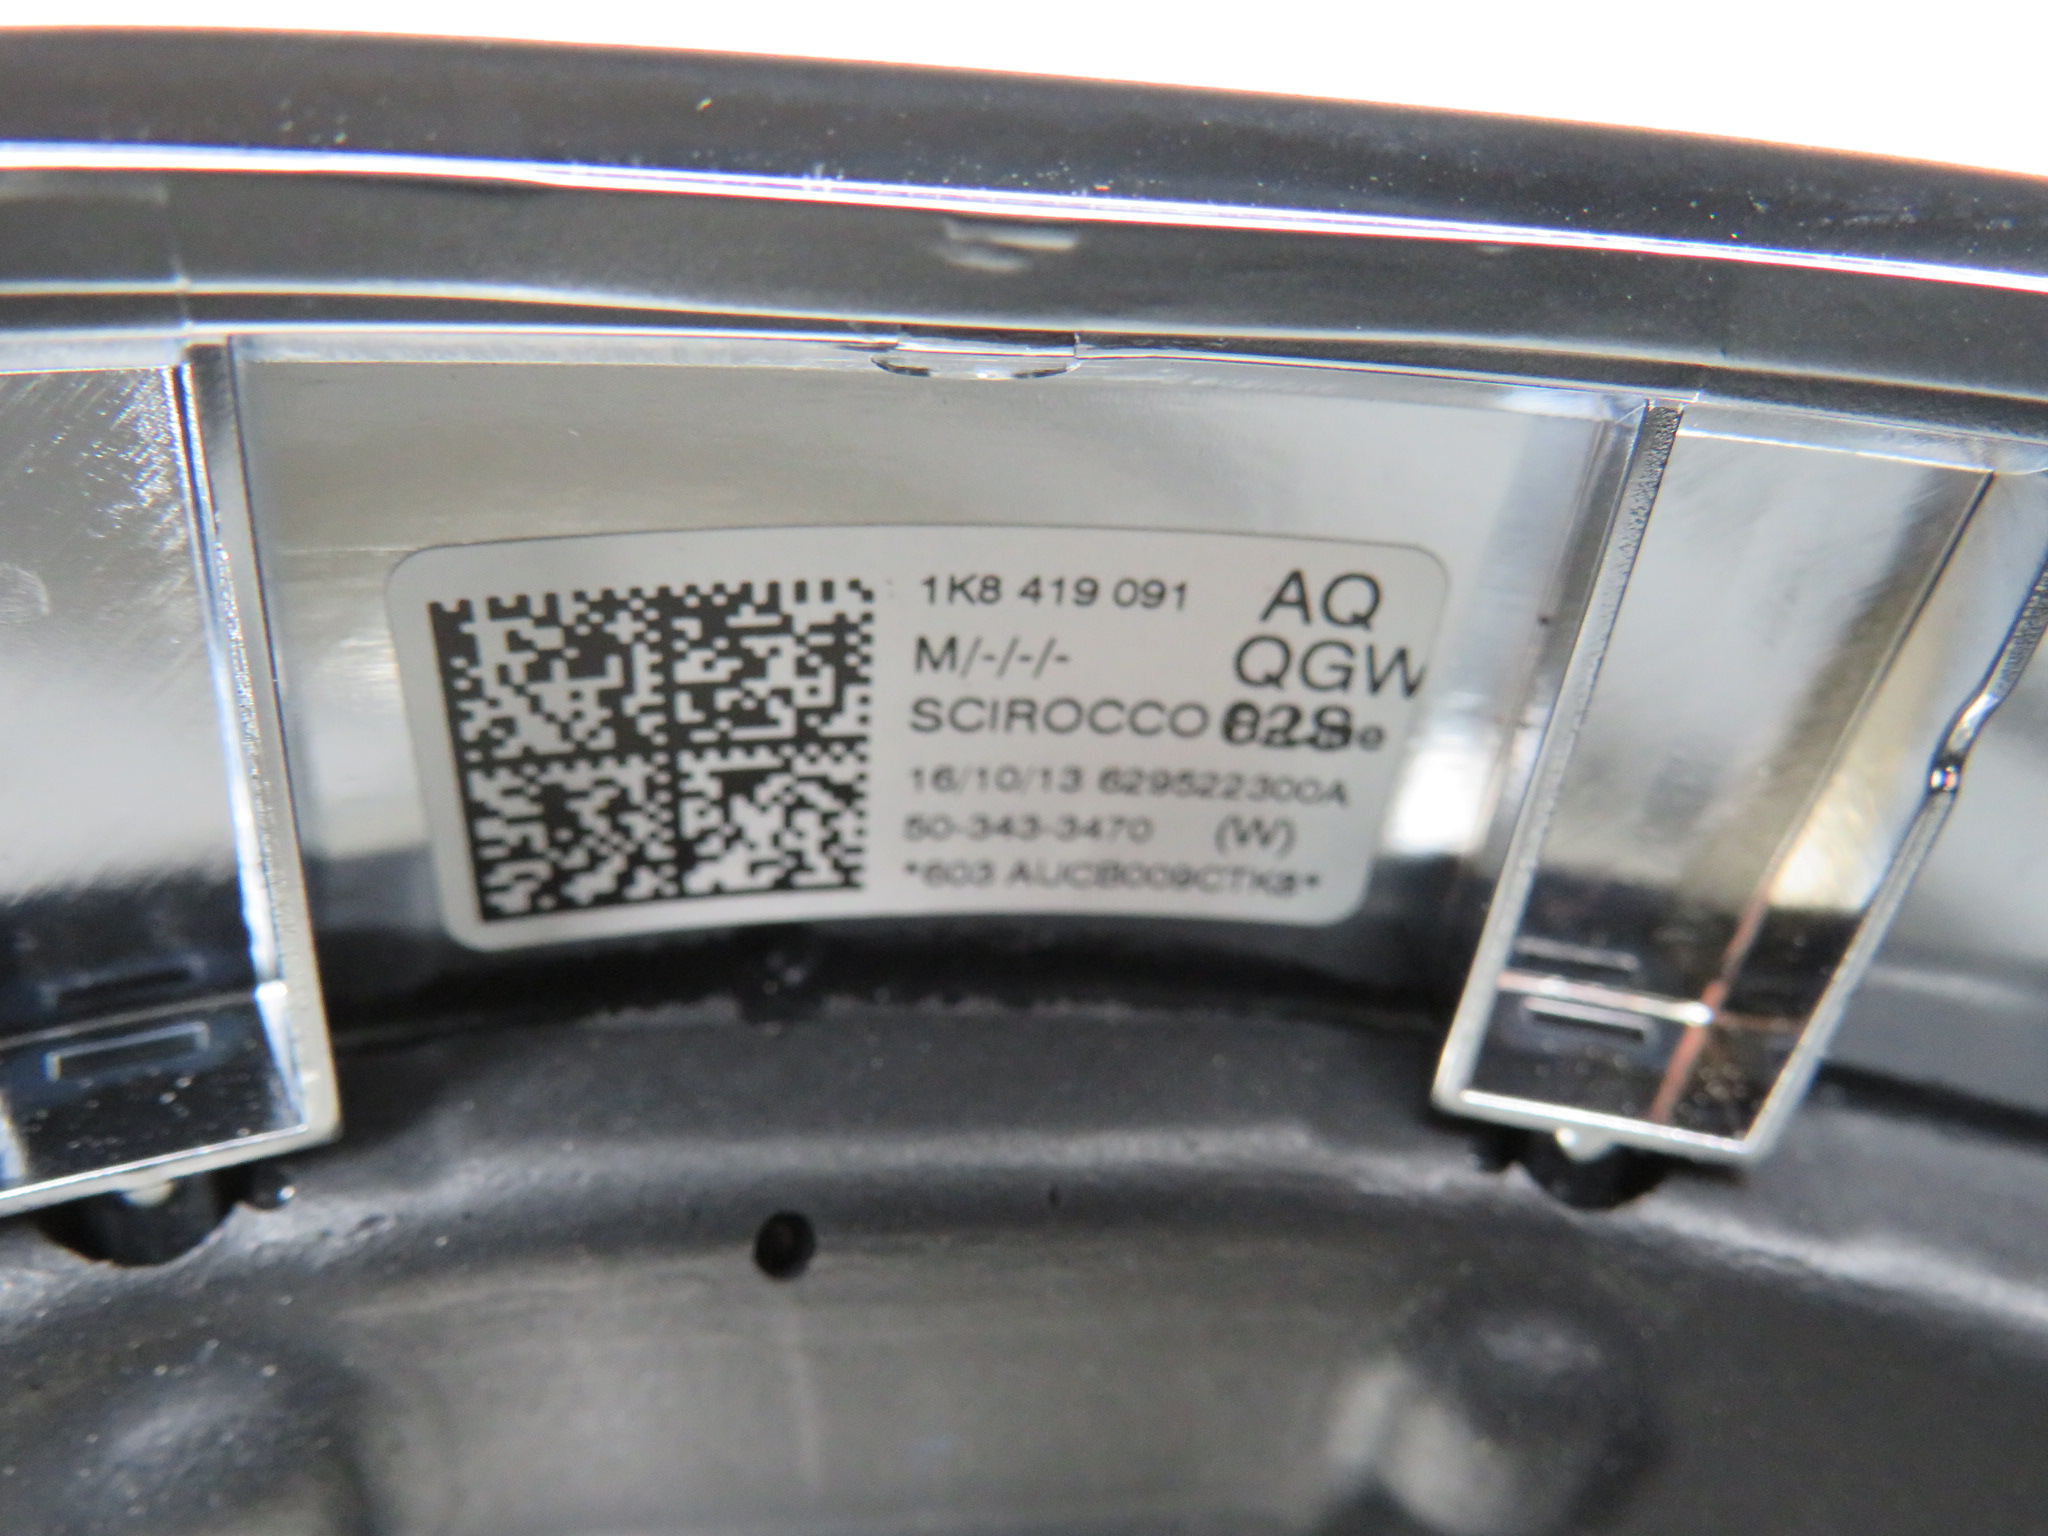 1K8 419 091 AQ
M/-/-/- QGW
SCIROCCO
16/10/13 629522300A
50-343-3470 (W)
*603 AUCB009CTK8*